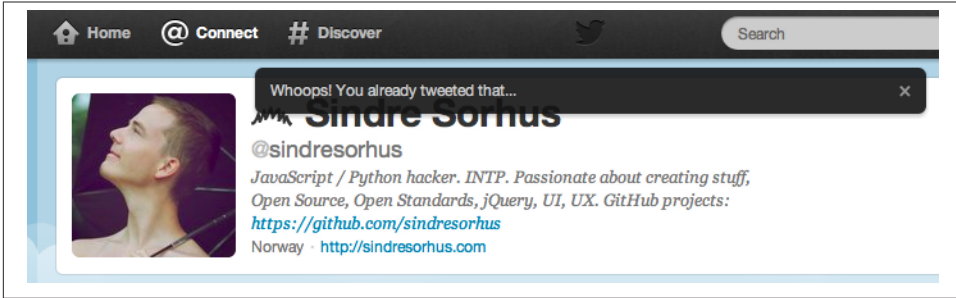 Home @ Connect # Discover Search
Whoops! You already tweeted that... ×
Sindre Sorhus
@sindresorhus
JavaScript / Python hacker. INTP. Passionate about creating stuff,
Open Source, Open Standards, jQuery, UI, UX. GitHub projects:
https://github.com/sindresorhus
Norway · http://sindresorhus.com